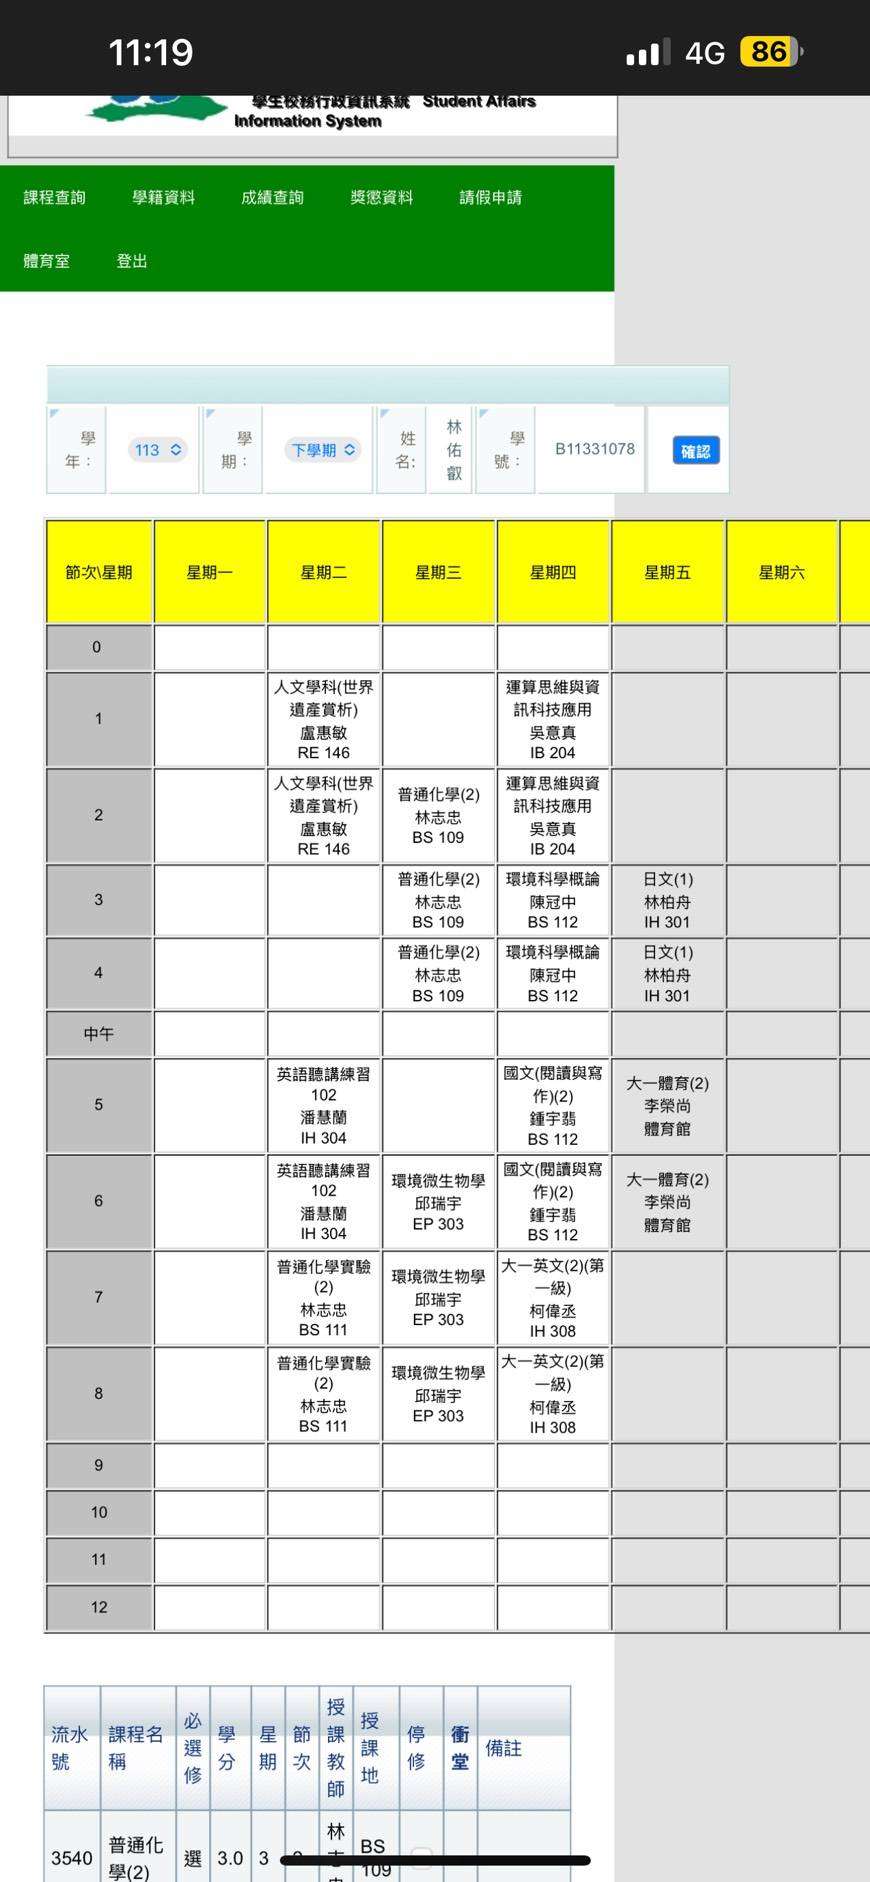 11:19
4G
86
學生校務行政資訊系統 Student Affairs
Information System
課程查詢 學籍資料 成績查詢 獎懲資料 請假申請
體育室 登出
學年：
113
學期：
下學期
姓名:
林佑叡
學號：
B11331078
確認
節次\星期 星期一 星期二 星期三 星期四 星期五 星期六
0
1
人文學科(世界
遺產賞析)
盧惠敏
RE 146
運算思維與資
訊科技應用
吳意真
IB 204
2
人文學科(世界
遺產賞析)
盧惠敏
RE 146
普通化學(2)
林志忠
BS 109
運算思維與資
訊科技應用
吳意真
IB 204
3
普通化學(2)
林志忠
BS 109
環境科學概論
陳冠中
BS 112
日文(1)
林柏舟
IH 301
4
普通化學(2)
林志忠
BS 109
環境科學概論
陳冠中
BS 112
日文(1)
林柏舟
IH 301
中午
5
英語聽講練習
102
潘慧蘭
IH 304
國文(閱讀與寫
作)(2)
鍾宇翡
BS 112
大一體育(2)
李榮尚
體育館
6
英語聽講練習
102
潘慧蘭
IH 304
環境微生物學
邱瑞宇
EP 303
國文(閱讀與寫
作)(2)
鍾宇翡
BS 112
大一體育(2)
李榮尚
體育館
7
普通化學實驗
(2)
林志忠
BS 111
環境微生物學
邱瑞宇
EP 303
大一英文(2)(第
一級)
柯偉丞
IH 308
8
普通化學實驗
(2)
林志忠
BS 111
環境微生物學
邱瑞宇
EP 303
大一英文(2)(第
一級)
柯偉丞
IH 308
9
10
11
12
流水號
課程名稱
必選修
學分
星期
節次
授課教師
授課地
停修
衝堂
備註
3540
普通化
學(2)
選
3.0
3
林
BS
109